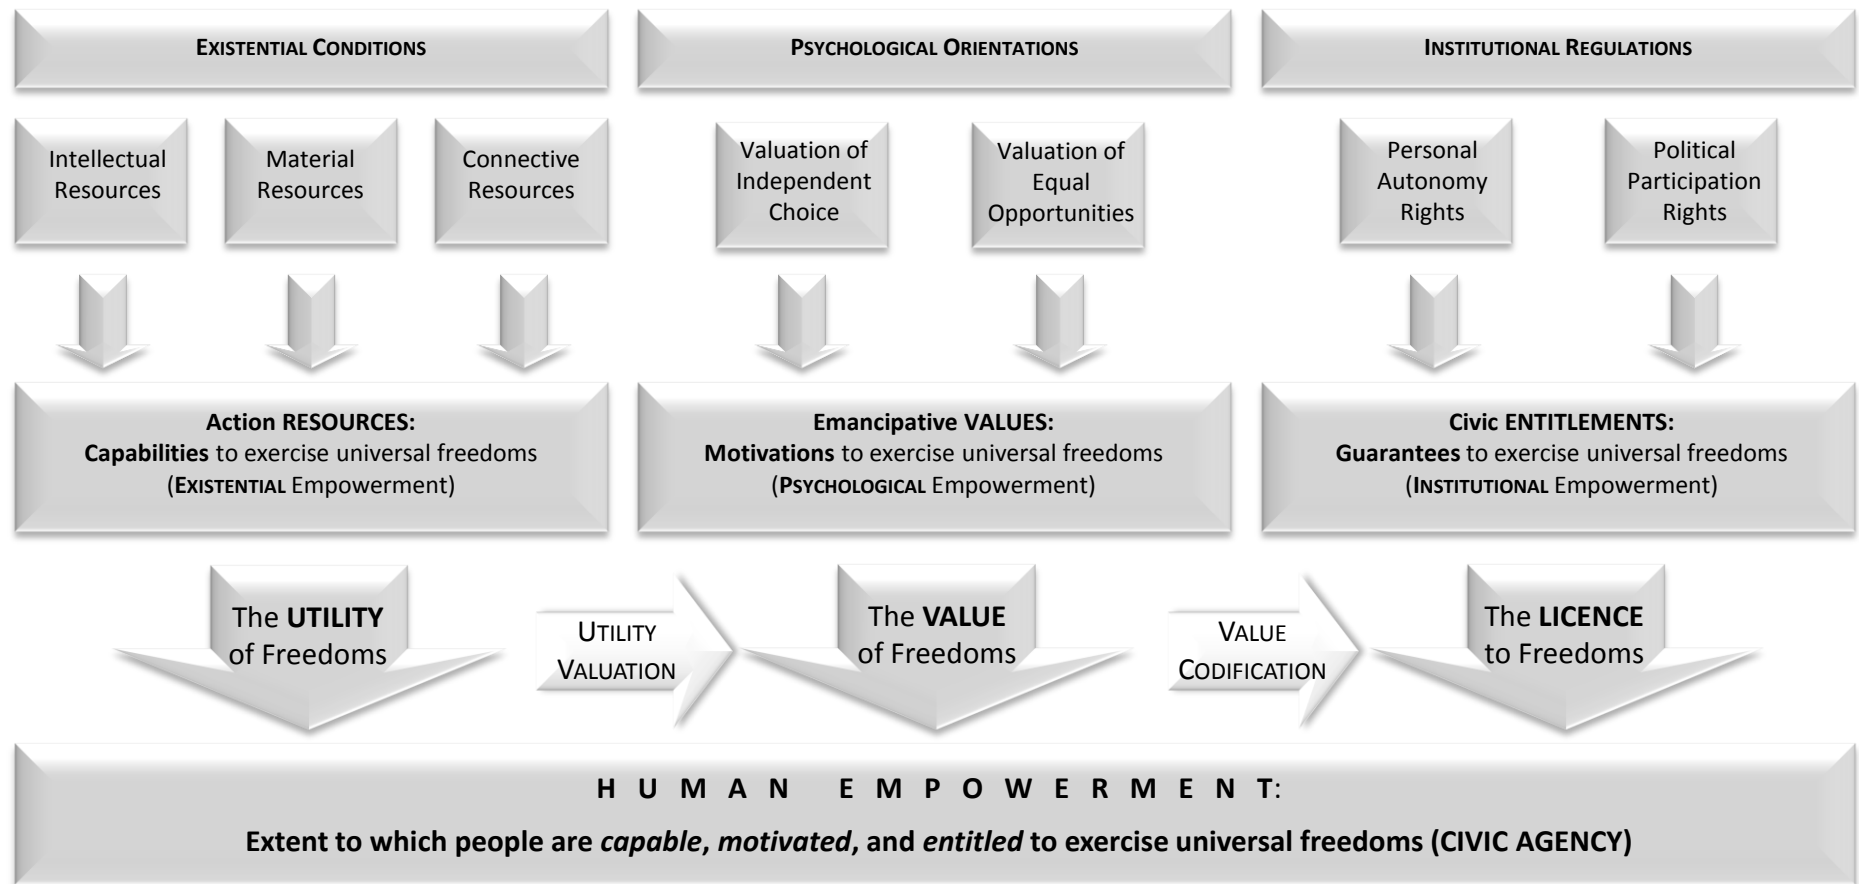 EXISTENTIAL CONDITIONS
PSYCHOLOGICAL ORIENTATIONS
INSTITUTIONAL REGULATIONS
Intellectual
Resources
Material
Resources
Connective
Resources
Valuation of
Independent
Choice
Valuation of
Equal
Opportunities
Personal
Autonomy
Rights
Political
Participation
Rights
Action RESOURCES:
Capabilities to exercise universal freedoms
(EXISTENTIAL Empowerment)
Emancipative VALUES:
Motivations to exercise universal freedoms
(PSYCHOLOGICAL Empowerment)
Civic ENTITLEMENTS:
Guarantees to exercise universal freedoms
(INSTITUTIONAL Empowerment)
The UTILITY
of Freedoms
UTILITY
VALUATION
The VALUE
of Freedoms
VALUE
CODIFICATION
The LICENCE
to Freedoms
H U M A N E M P O W E R M E N T:
Extent to which people are capable, motivated, and entitled to exercise universal freedoms (CIVIC AGENCY)